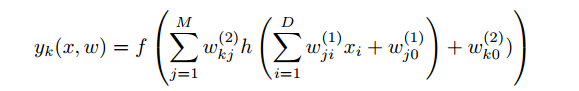 $y_k(x, w) = f\left(\sum_{j=1}^{M} w_{kj}^{(2)} h\left(\sum_{i=1}^{D} w_{ji}^{(1)} x_i + w_{j0}^{(1)}\right) + w_{k0}^{(2)})\right)$